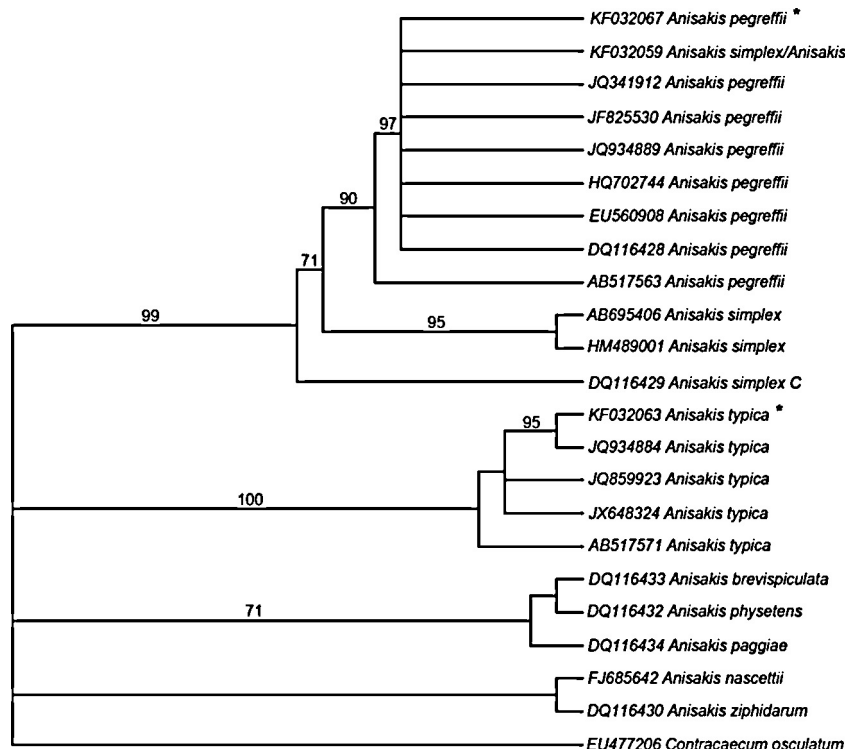 KF032067 Anisakis pegreffii *
KF032059 Anisakis simplex/Anisakis
JQ341912 Anisakis pegreffii
JF825530 Anisakis pegreffii
97
JQ934889 Anisakis pegreffii
HQ702744 Anisakis pegreffii
90
EU560908 Anisakis pegreffii
DQ116428 Anisakis pegreffii
71
AB517563 Anisakis pegreffii
AB695406 Anisakis simplex
99
95
HM489001 Anisakis simplex
DQ116429 Anisakis simplex C
KF032063 Anisakis typica *
95
JQ934884 Anisakis typica
JQ859923 Anisakis typica
100
JX648324 Anisakis typica
AB517571 Anisakis typica
DQ116433 Anisakis brevispiculata
71
DQ116432 Anisakis physetens
DQ116434 Anisakis paggiae
FJ685642 Anisakis nascettii
DQ116430 Anisakis ziphidarum
EU477206 Contracaecum osculatum